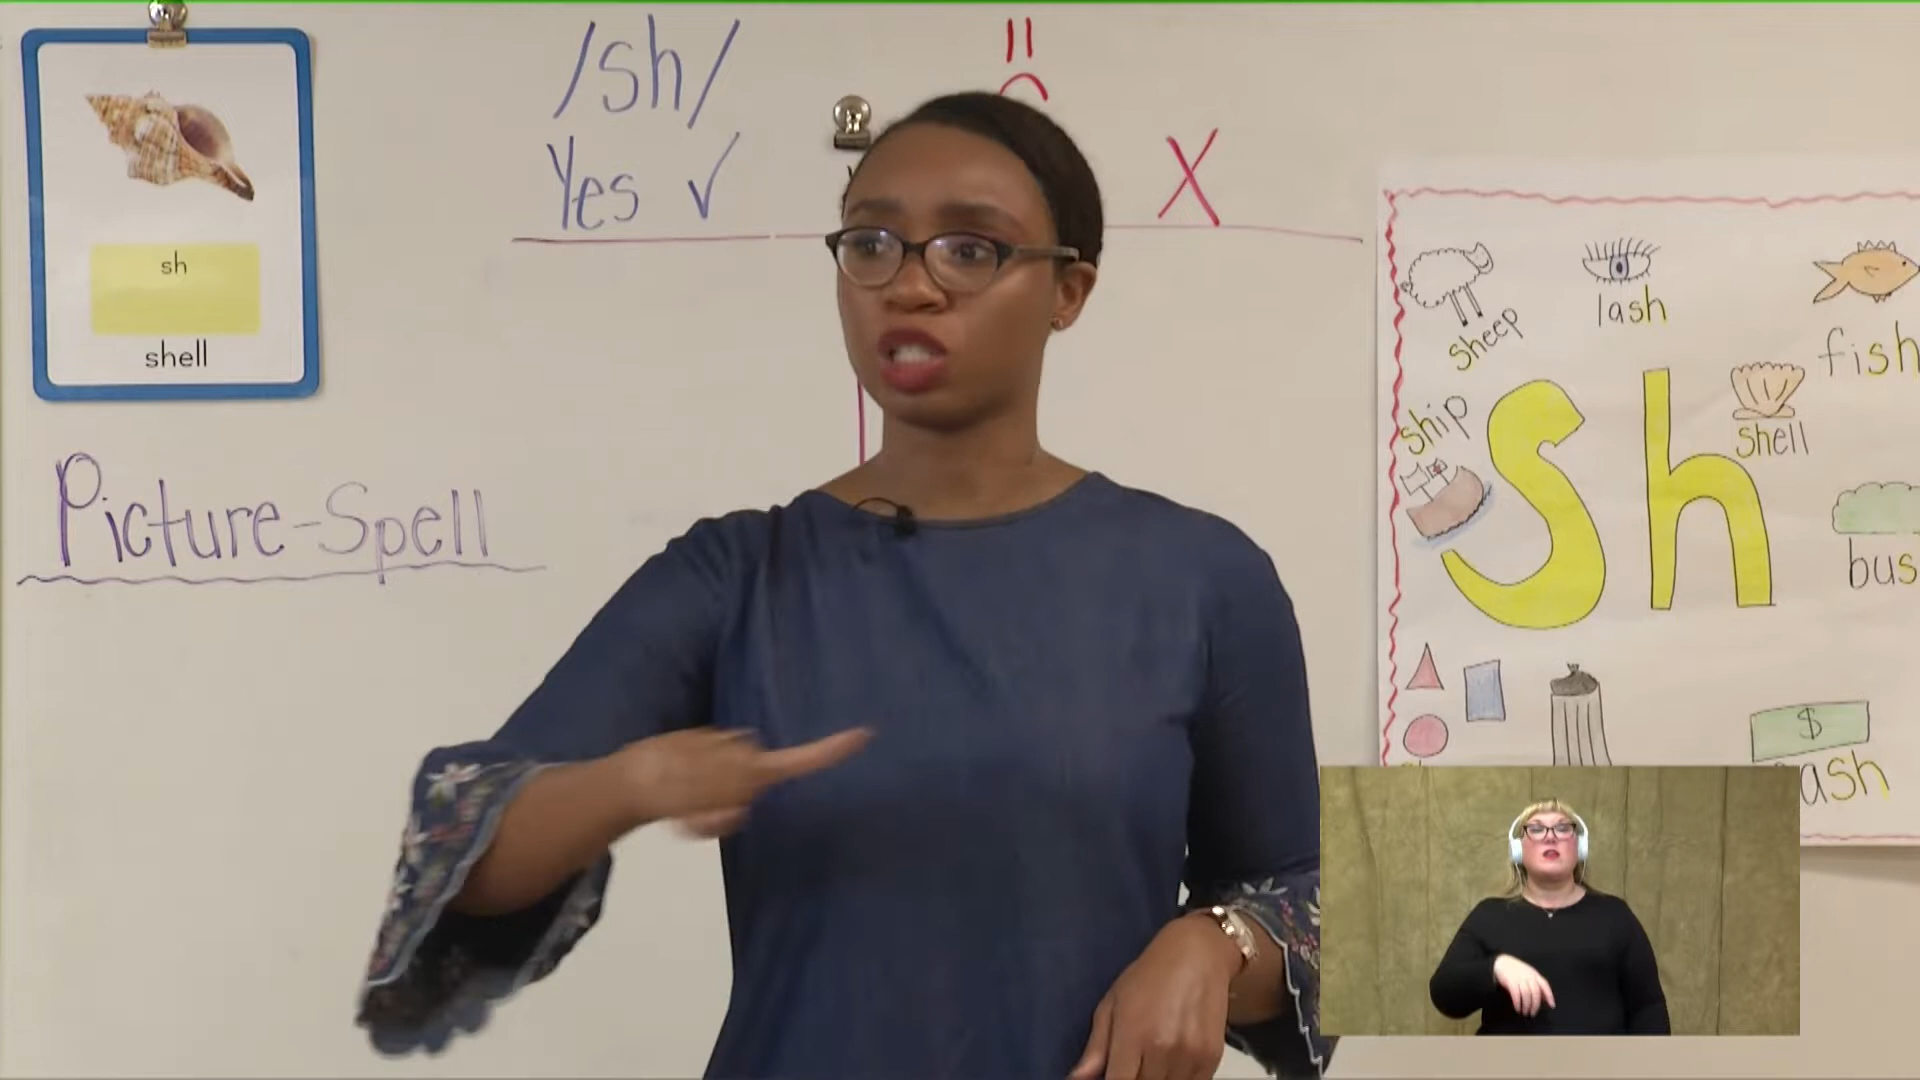 sh
shell
/sh/
Yes ✓
X
Picture-Spell
sheep
lash
fish
ship
shell
sh
bus
$
ash